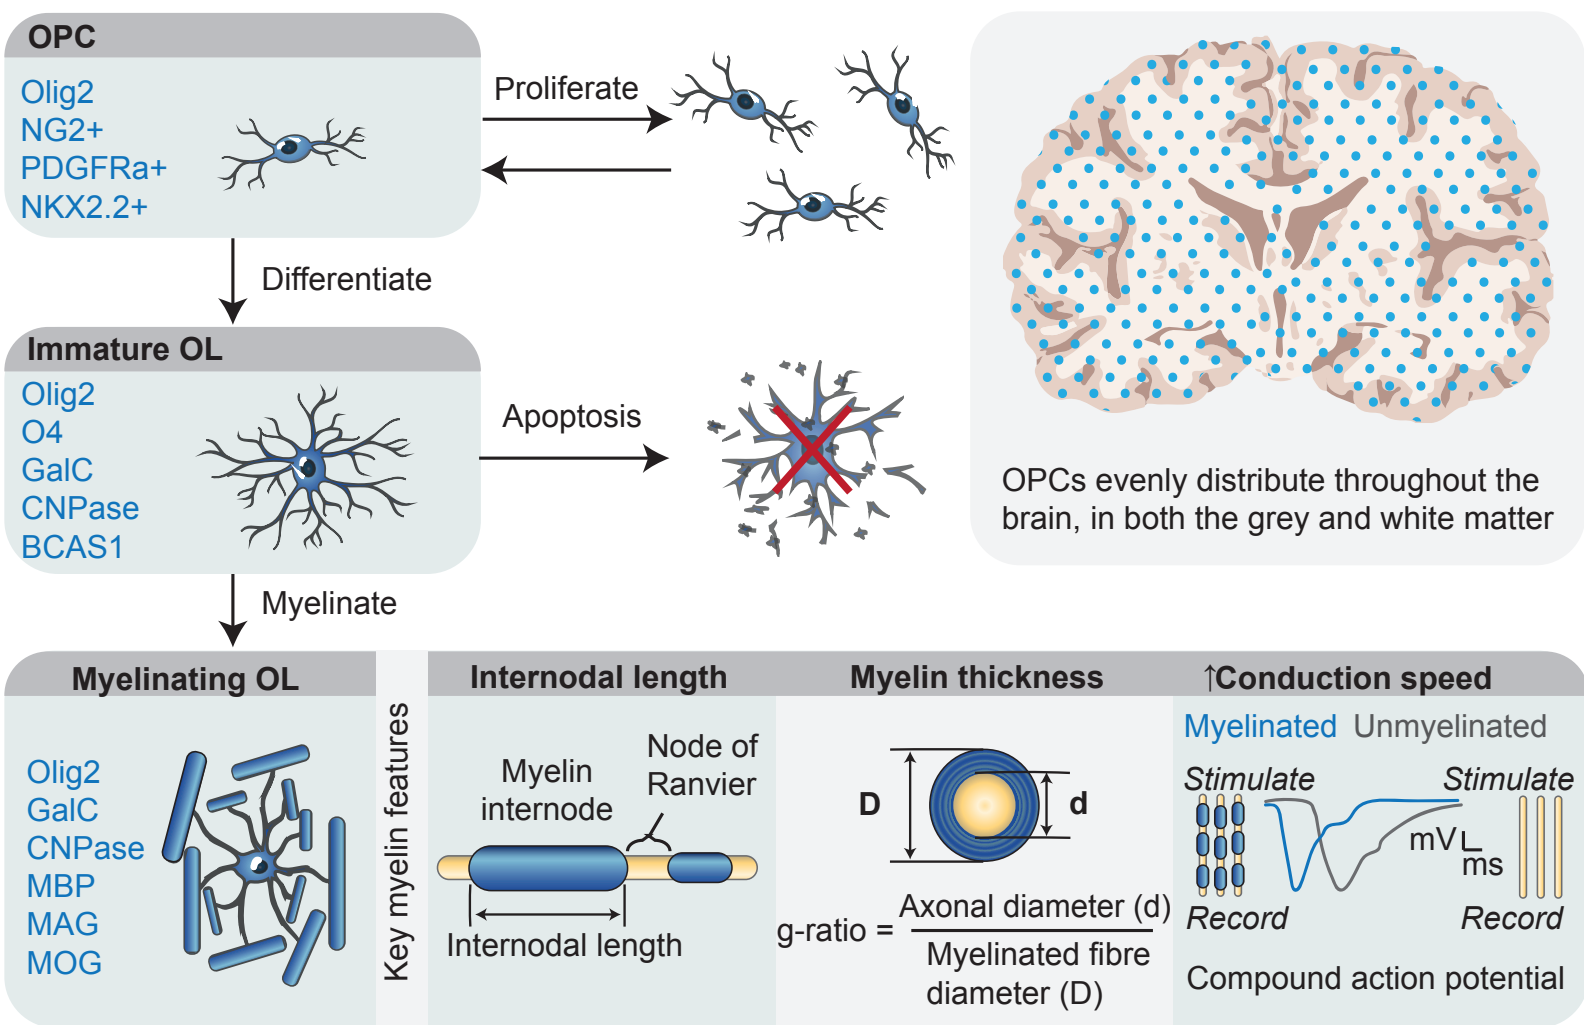 OPC
Olig2
NG2+
PDGFRa+
NKX2.2+
Proliferate
Differentiate
Immature OL
Olig2
O4
GalC
CNPase
BCAS1
Apoptosis
OPCs evenly distribute throughout the
brain, in both the grey and white matter
Myelinate
Myelinating OL
Olig2
GalC
CNPase
MBP
MAG
MOG
Key myelin features
Internodal length
Myelin
internode
Node of
Ranvier
Internodal length
Myelin thickness
D
d
g-ratio =
Axonal diameter (d)
Myelinated fibre
diameter (D)
↑Conduction speed
Myelinated Unmyelinated
Stimulate
Stimulate
mV
ms
Record
Record
Compound action potential